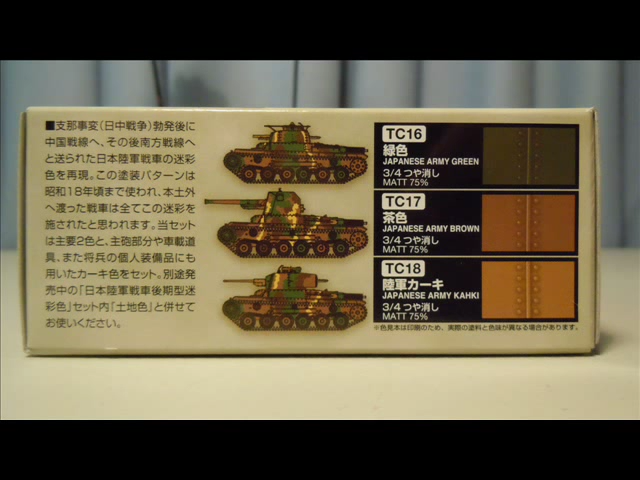 ■支那事変(日中戦争)勃発後に
中国戦線へ、その後南方戦線へ
と送られた日本陸軍戦車の迷彩
色を再現。この塗装パターンは
昭和18年頃まで使われ、本土外
へ渡った戦車は全てこの迷彩を
施されたと思われます。当セット
は主要2色と、主砲部分や車載道
具、また将兵の個人装備品にも
用いたカーキ色をセット。別途発
売中の「日本陸軍戦車後期型迷
彩色」セット内「土地色」と併せて
お使いください。
TC16
緑色
JAPANESE ARMY GREEN
3/4 つや消し
MATT 75%
TC17
茶色
JAPANESE ARMY BROWN
3/4 つや消し
MATT 75%
TC18
陸軍カーキ
JAPANESE ARMY KAHKI
3/4 つや消し
MATT 75%
※色見本は印刷のため、実際の塗料と色味が異なる場合があります。